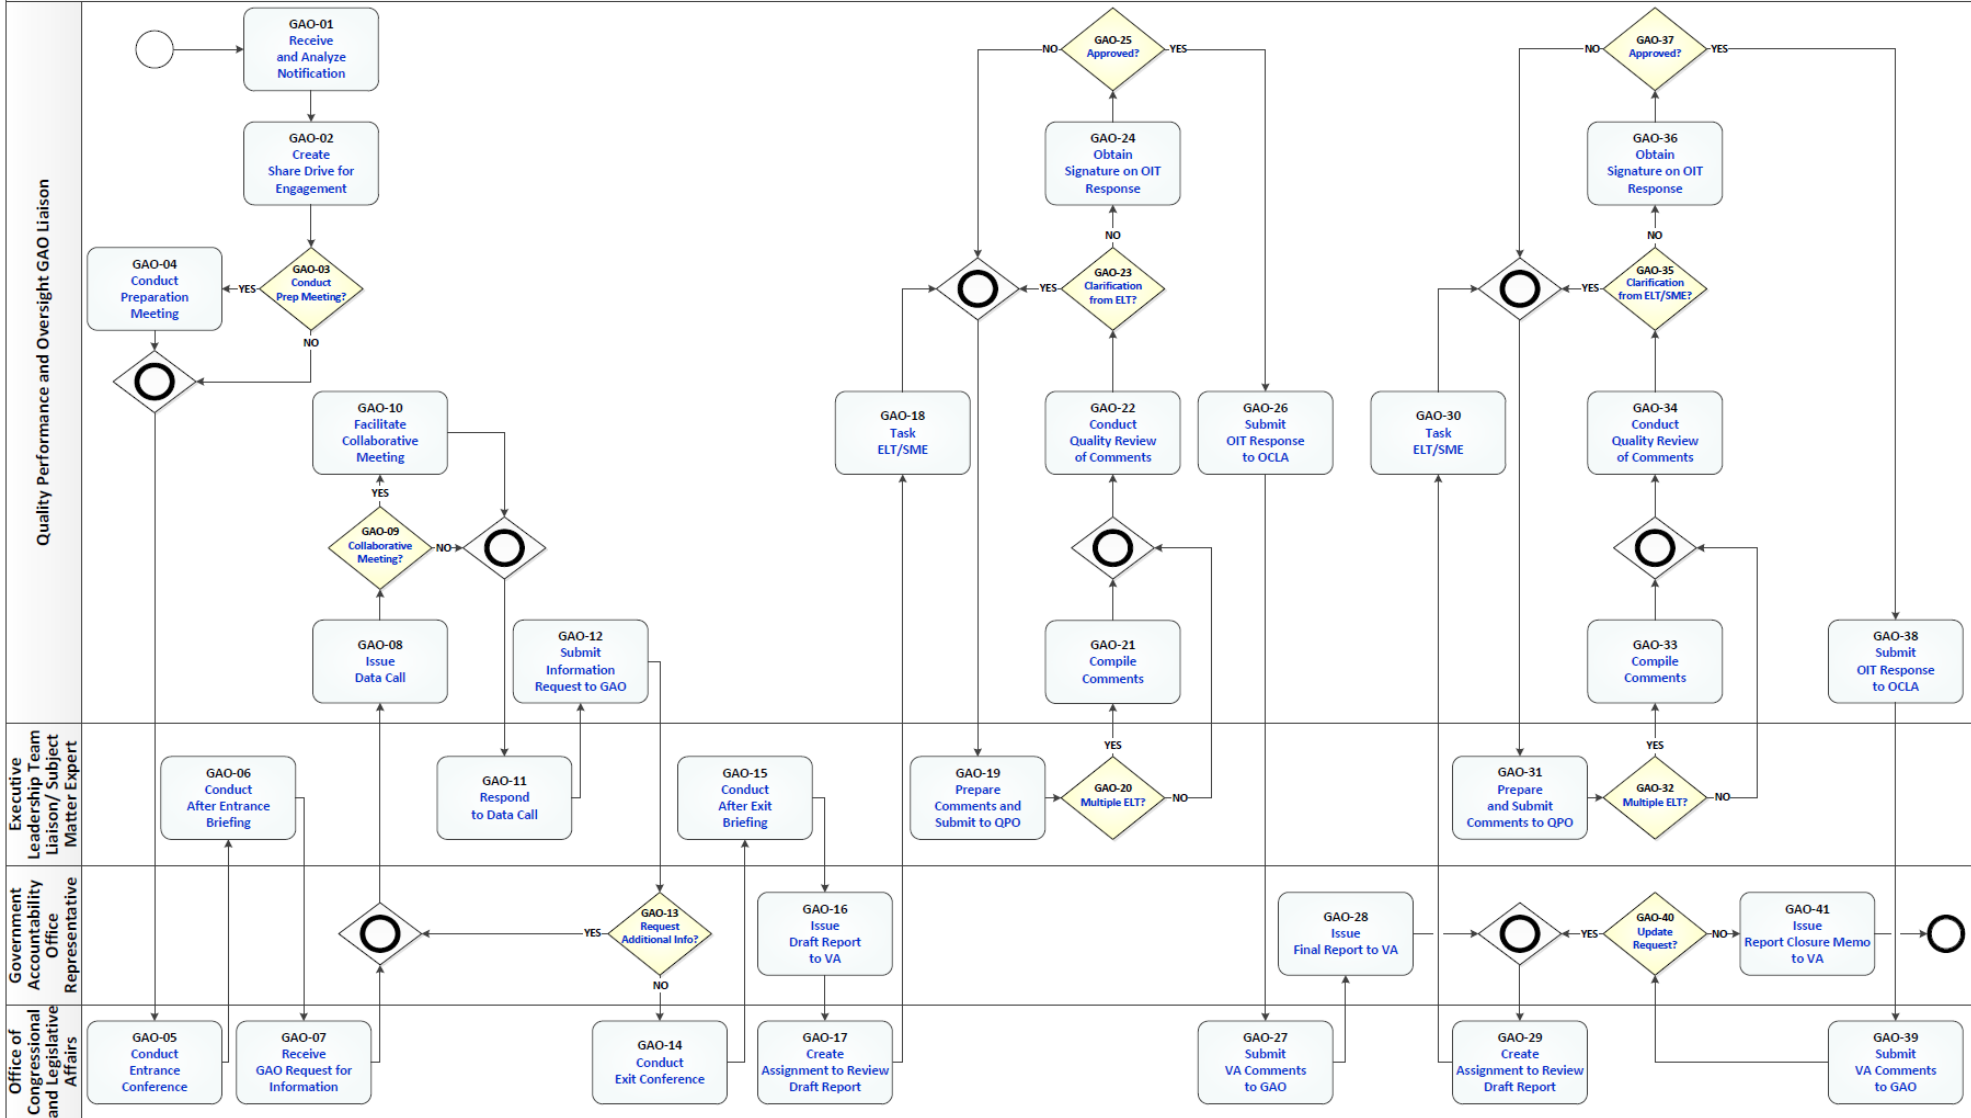 Quality Performance and Oversight GAO Liaison
GAO-01
Receive
and Analyze
Notification
GAO-02
Create
Share Drive for
Engagement
GAO-03
Conduct
Prep Meeting?
YES
NO
GAO-04
Conduct
Preparation
Meeting
GAO-10
Facilitate
Collaborative
Meeting
YES
GAO-09
Collaborative
Meeting?
NO
GAO-08
Issue
Data Call
GAO-12
Submit
Information
Request to GAO
GAO-18
Task
ELT/SME
NO
GAO-25
Approved?
YES
GAO-24
Obtain
Signature on OIT
Response
NO
GAO-23
Clarification
from ELT?
YES
GAO-22
Conduct
Quality Review
of Comments
GAO-26
Submit
OIT Response
to OCLA
GAO-21
Compile
Comments
NO
GAO-37
Approved?
YES
GAO-36
Obtain
Signature on OIT
Response
NO
GAO-35
Clarification
from ELT/SME?
YES
GAO-30
Task
ELT/SME
GAO-34
Conduct
Quality Review
of Comments
GAO-33
Compile
Comments
GAO-38
Submit
OIT Response
to OCLA
Executive
Leadership Team
Liaison/ Subject
Matter Expert
GAO-06
Conduct
After Entrance
Briefing
GAO-11
Respond
to Data Call
GAO-15
Conduct
After Exit
Briefing
GAO-19
Prepare
Comments and
Submit to QPO
YES
GAO-20
Multiple ELT?
NO
GAO-31
Prepare
and Submit
Comments to QPO
YES
GAO-32
Multiple ELT?
NO
Government
Accountability
Office
Representative
YES
GAO-13
Request
Additional Info?
NO
GAO-16
Issue
Draft Report
to VA
GAO-28
Issue
Final Report to VA
YES
GAO-40
Update
Request?
NO
GAO-41
Issue
Report Closure Memo
to VA
Office of
Congressional
and Legislative
Affairs
GAO-05
Conduct
Entrance
Conference
GAO-07
Receive
GAO Request for
Information
GAO-14
Conduct
Exit Conference
GAO-17
Create
Assignment to Review
Draft Report
GAO-27
Submit
VA Comments
to GAO
GAO-29
Create
Assignment to Review
Draft Report
GAO-39
Submit
VA Comments
to GAO